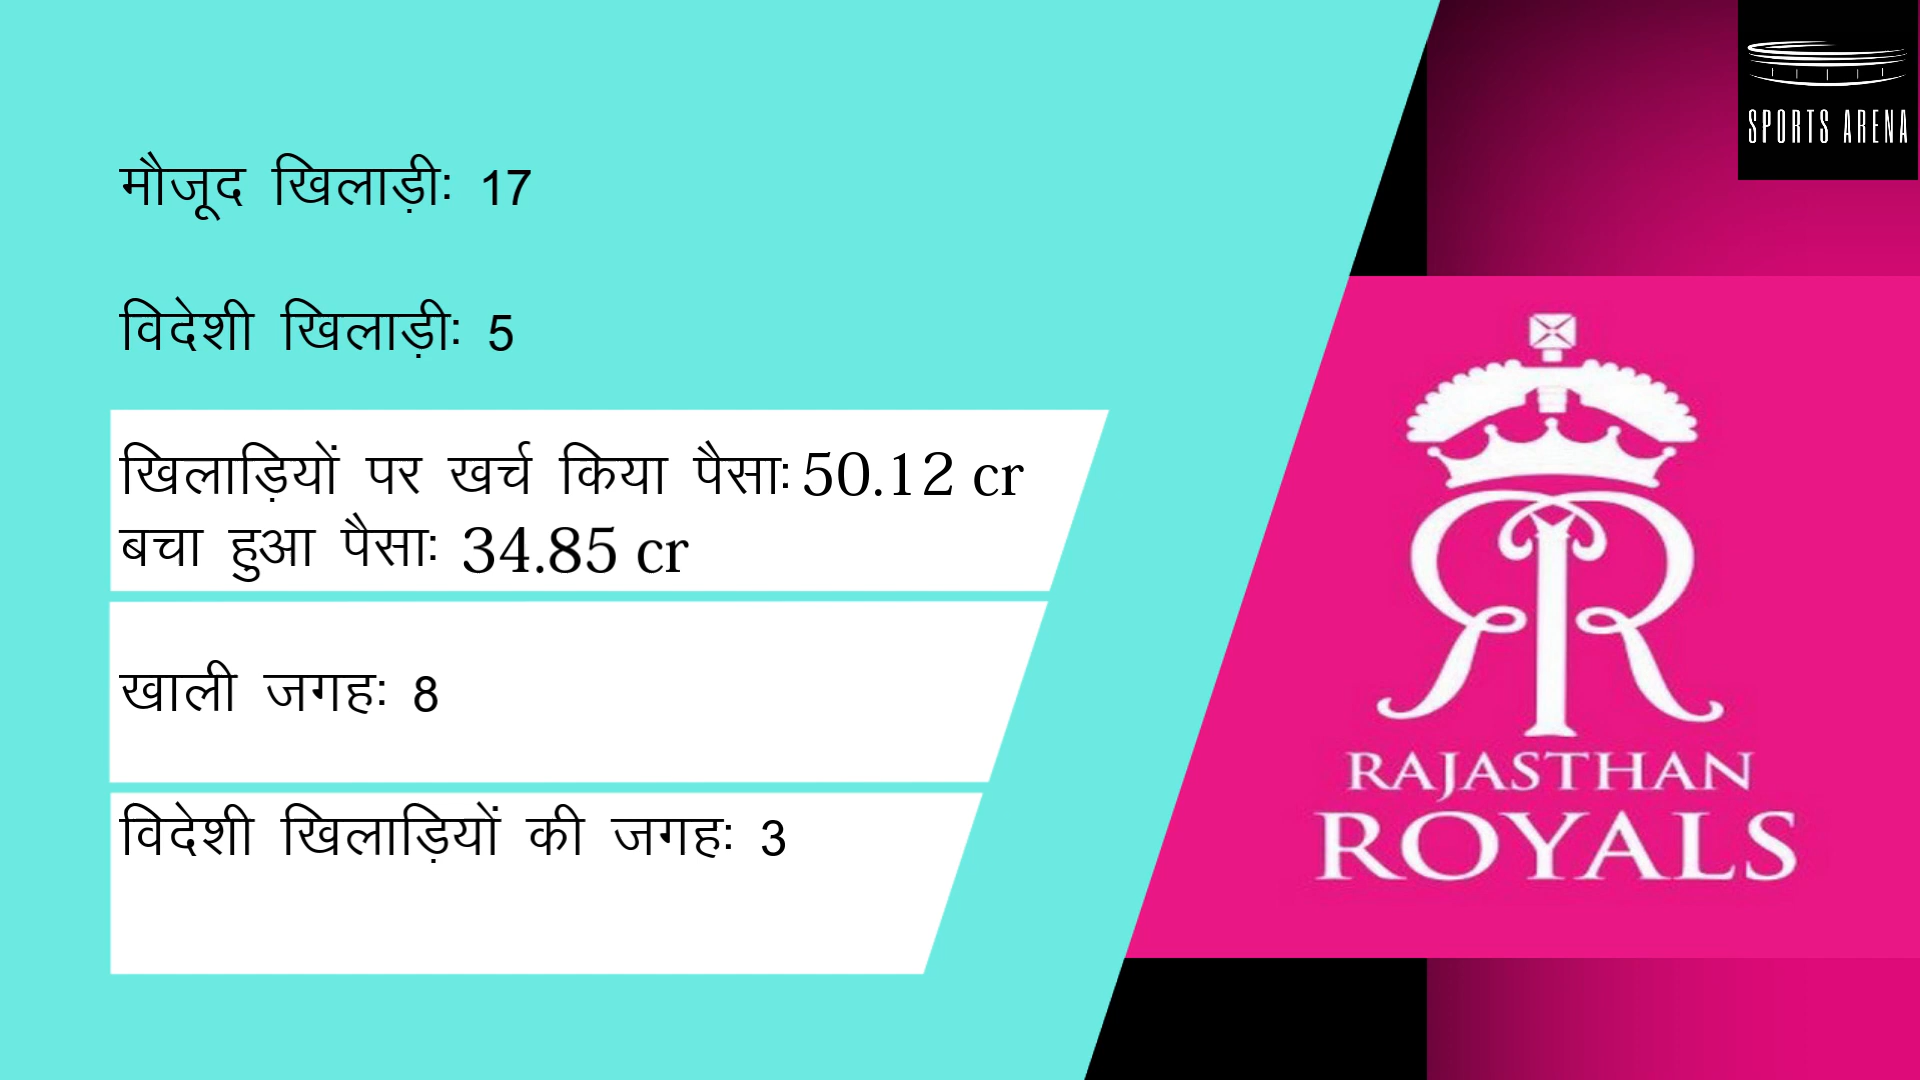 मौजूद खिलाड़ीः 17
विदेशी खिलाड़ीः 5
खिलाड़ियों पर खर्च किया पैसाः 50.12 cr
बचा हुआ पैसाः 34.85 cr
खाली जगहः 8
विदेशी खिलाड़ियों की जगहः 3
SPORTS ARENA
RAJASTHAN
ROYALS